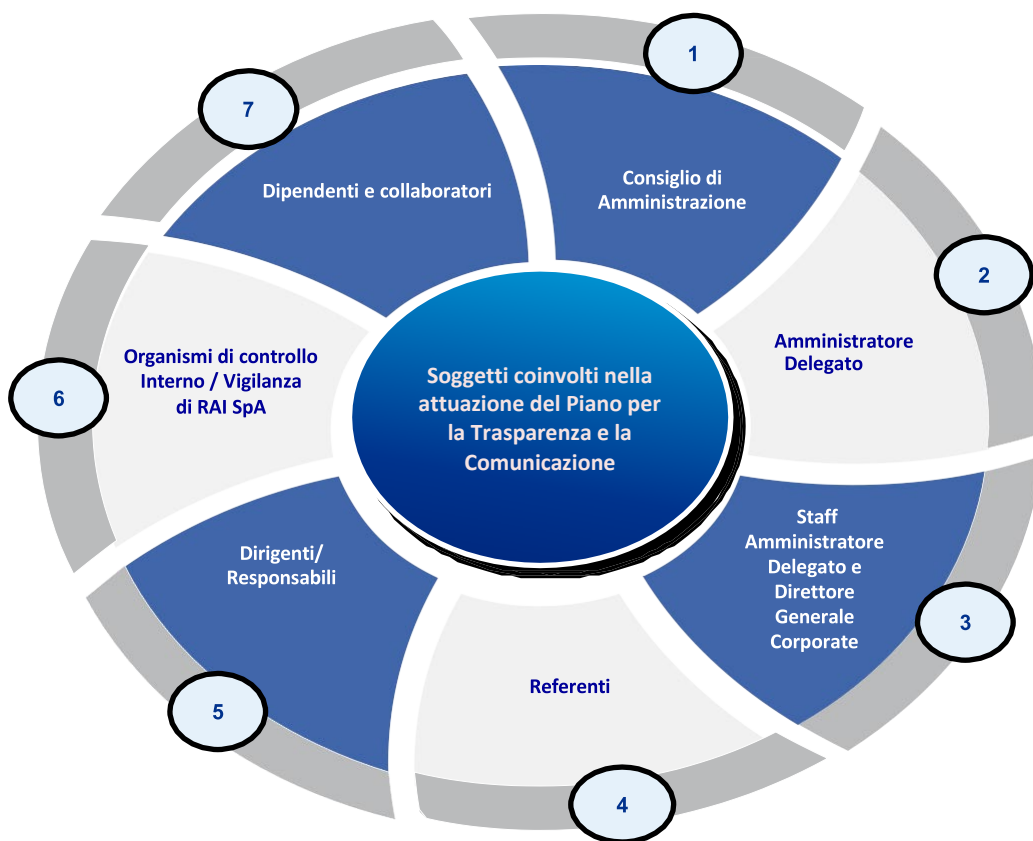 1
Consiglio di
Amministrazione
2
Amministratore
Delegato
3
Staff
Amministratore
Delegato e
Direttore
Generale
Corporate
4
Referenti
5
Dirigenti/
Responsabili
6
Organismi di controllo
Interno / Vigilanza
di RAI SpA
7
Dipendenti e collaboratori
Soggetti coinvolti nella
attuazione del Piano per
la Trasparenza e la
Comunicazione